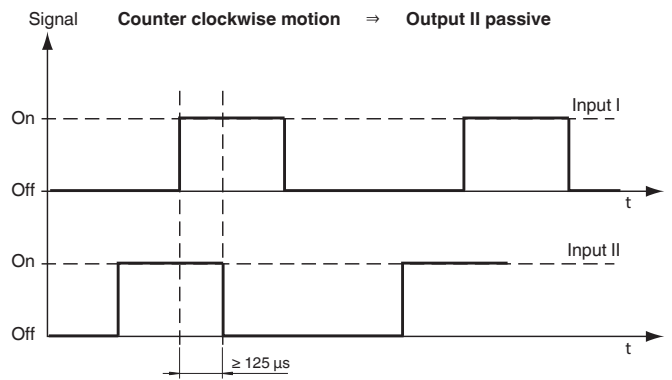 Signal Counter clockwise motion ⇒ Output II passive
Input I
On
Off
t
Input II
On
Off
t
≥ 125 µs